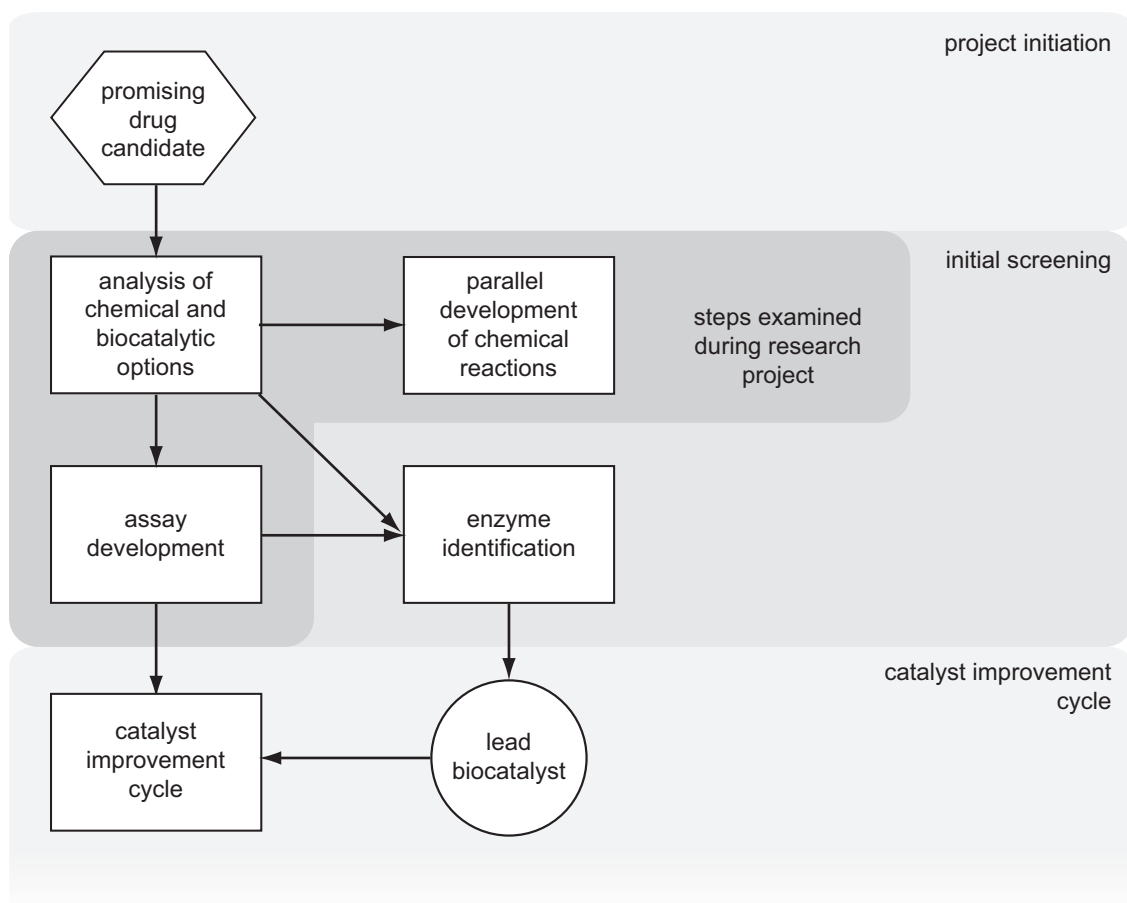 project initiation
promising
drug
candidate
initial screening
analysis of
chemical and
biocatalytic
options
parallel
development
of chemical
reactions
steps examined
during research
project
assay
development
enzyme
identification
catalyst improvement
cycle
catalyst
improvement
cycle
lead
biocatalyst